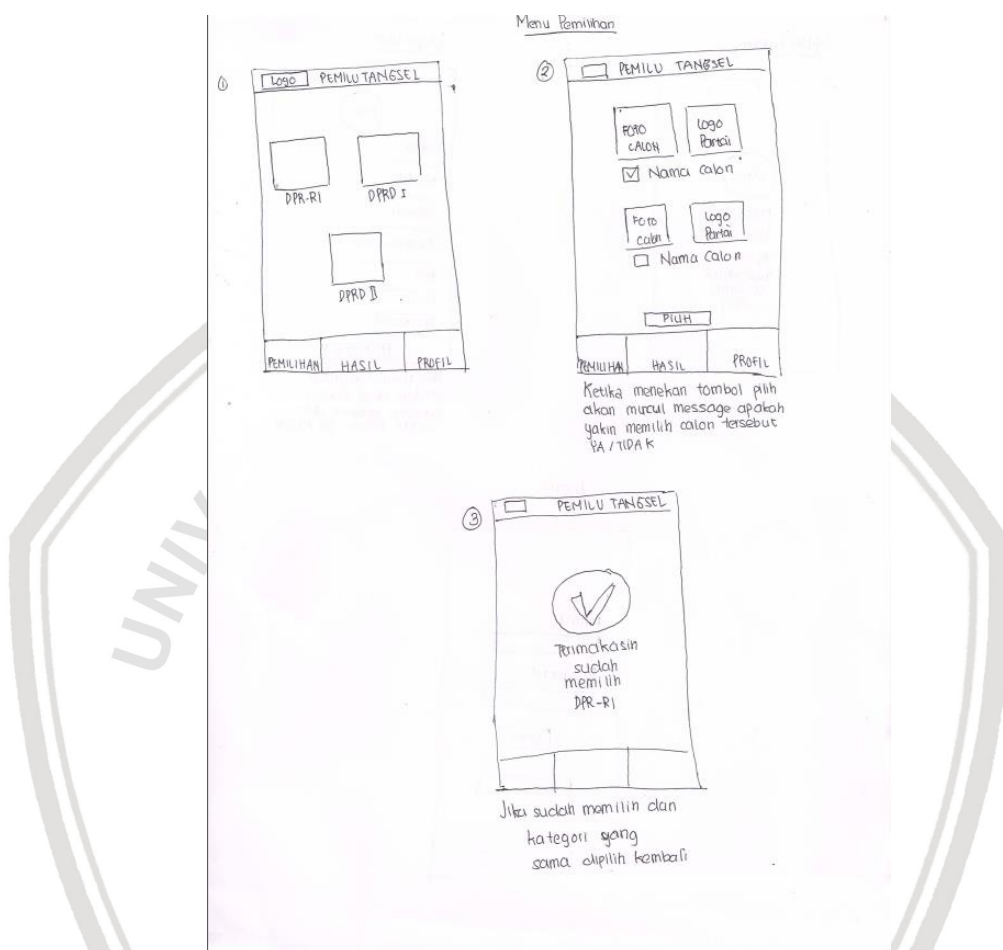 Menu Pemilihan
①
Logo PEMILU TANGSEL
DPR-RI DPRD I
DPRD II
PEMILIHAN HASIL PROFIL
②
PEMILU TANGSEL
FOTO CALON
Logo Partai
Nama calon
FOTO Calon
Logo Partai
Nama calon
PILIH
PEMILIHAN HASIL PROFIL
Ketika menekan tombol pilih
akan muncul message apakah
yakin memilih calon tersebut
YA / TIDAK
③
PEMILU TANGSEL
Terimakasih
sudah
memilih
DPR-RI
Jika sudah memilih dan
kategori yang
sama dipilih kembali
UNIV